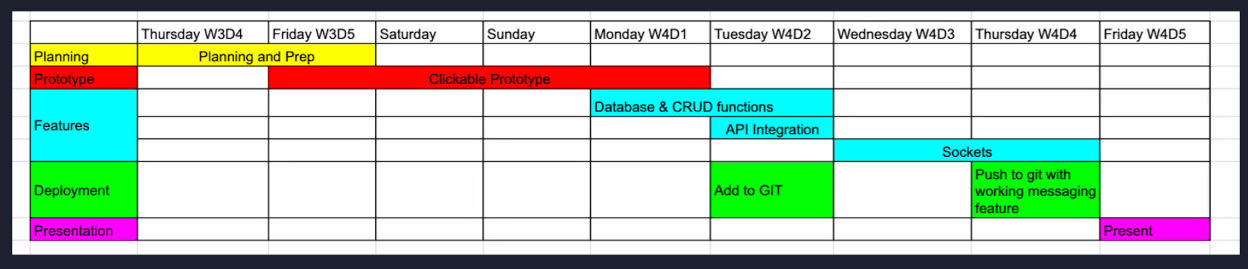 Thursday W3D4 Friday W3D5 Saturday Sunday Monday W4D1 Tuesday W4D2 Wednesday W4D3 Thursday W4D4 Friday W4D5
Planning Planning and Prep
Prototype Clickable Prototype
Features Database & CRUD functions
API Integration
Sockets
Deployment Add to GIT Push to git with
working messaging
feature
Presentation Present